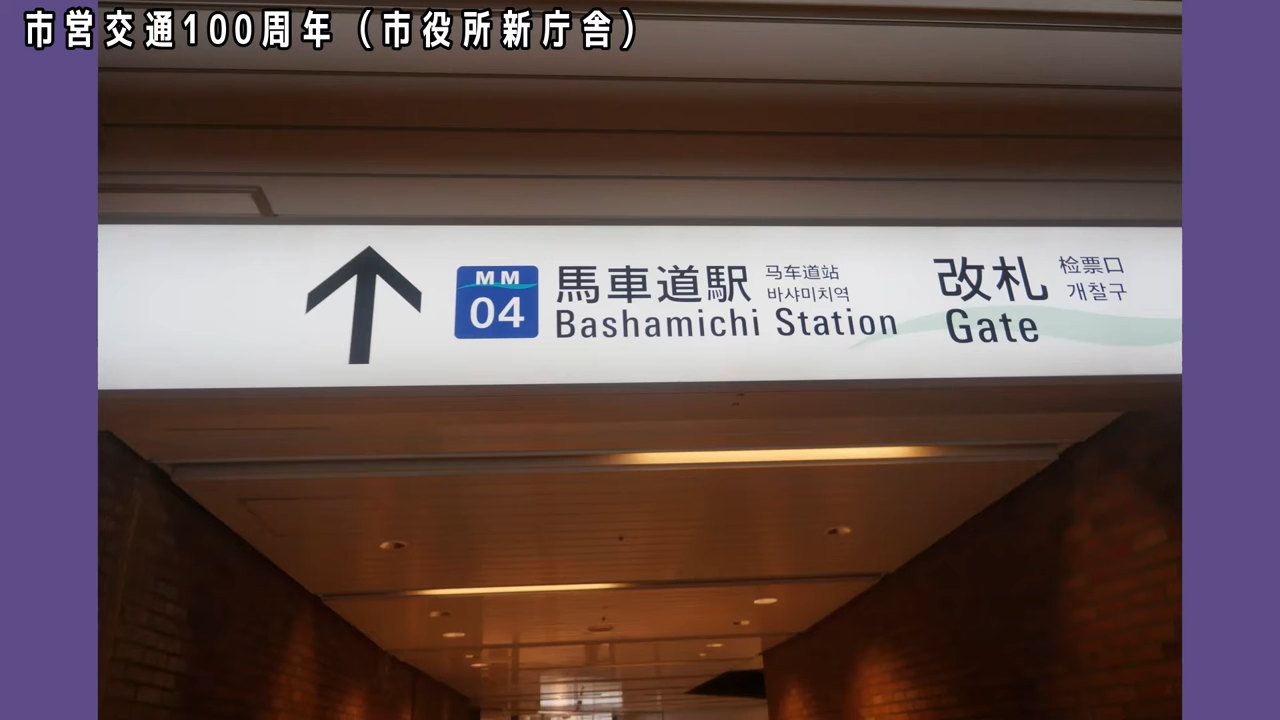 市営交通100周年（市役所新庁舎）
MM
04
馬車道駅
马车道站
바샤미치역
Bashamichi Station
改札
检票口
개찰구
Gate